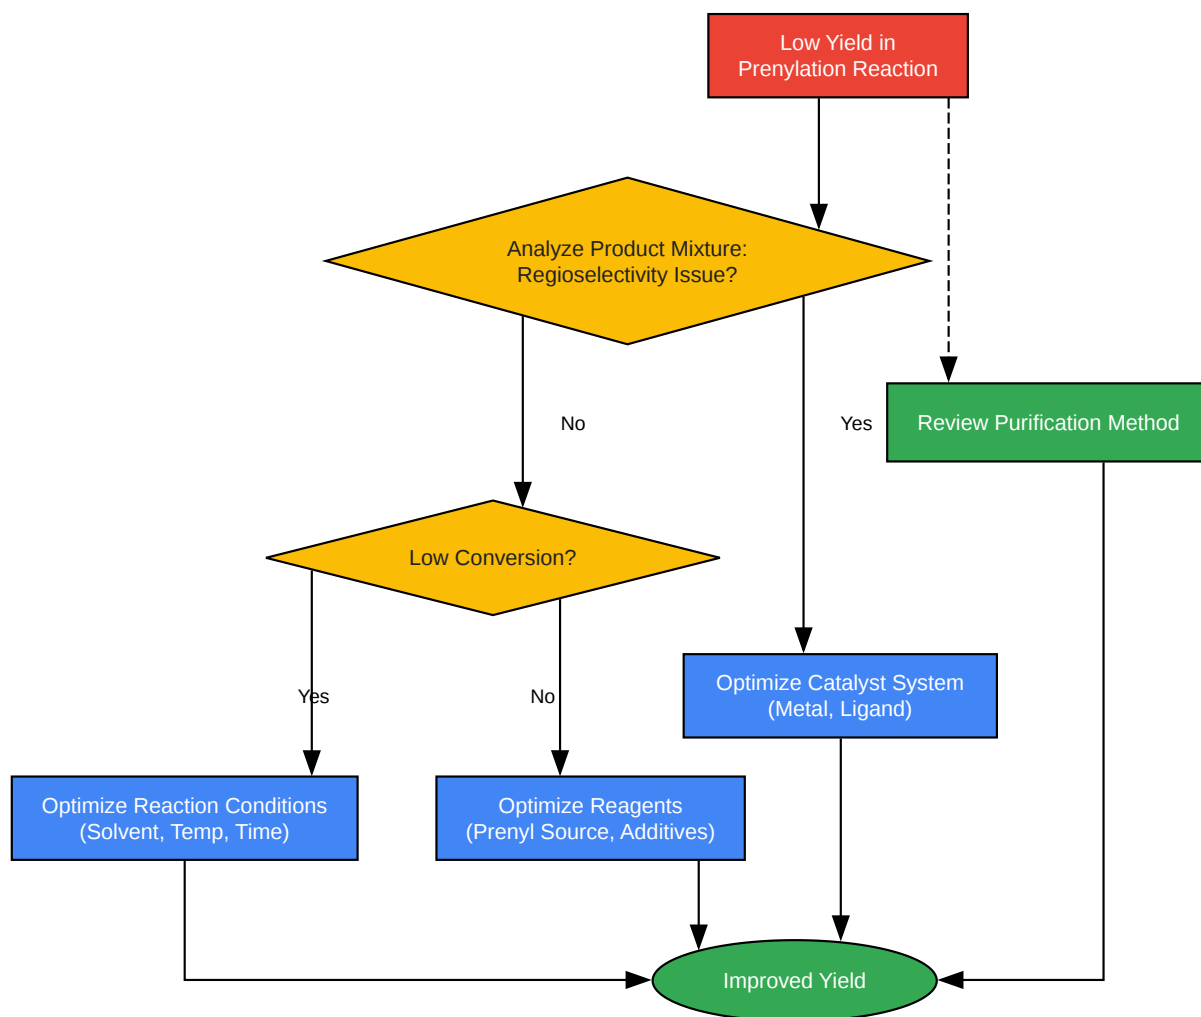 Low Yield in
Prenylation Reaction
Analyze Product Mixture:
Regioselectivity Issue?
No
Yes
Review Purification Method
Low Conversion?
Yes
No
Optimize Catalyst System
(Metal, Ligand)
Optimize Reaction Conditions
(Solvent, Temp, Time)
Optimize Reagents
(Prenyl Source, Additives)
Improved Yield